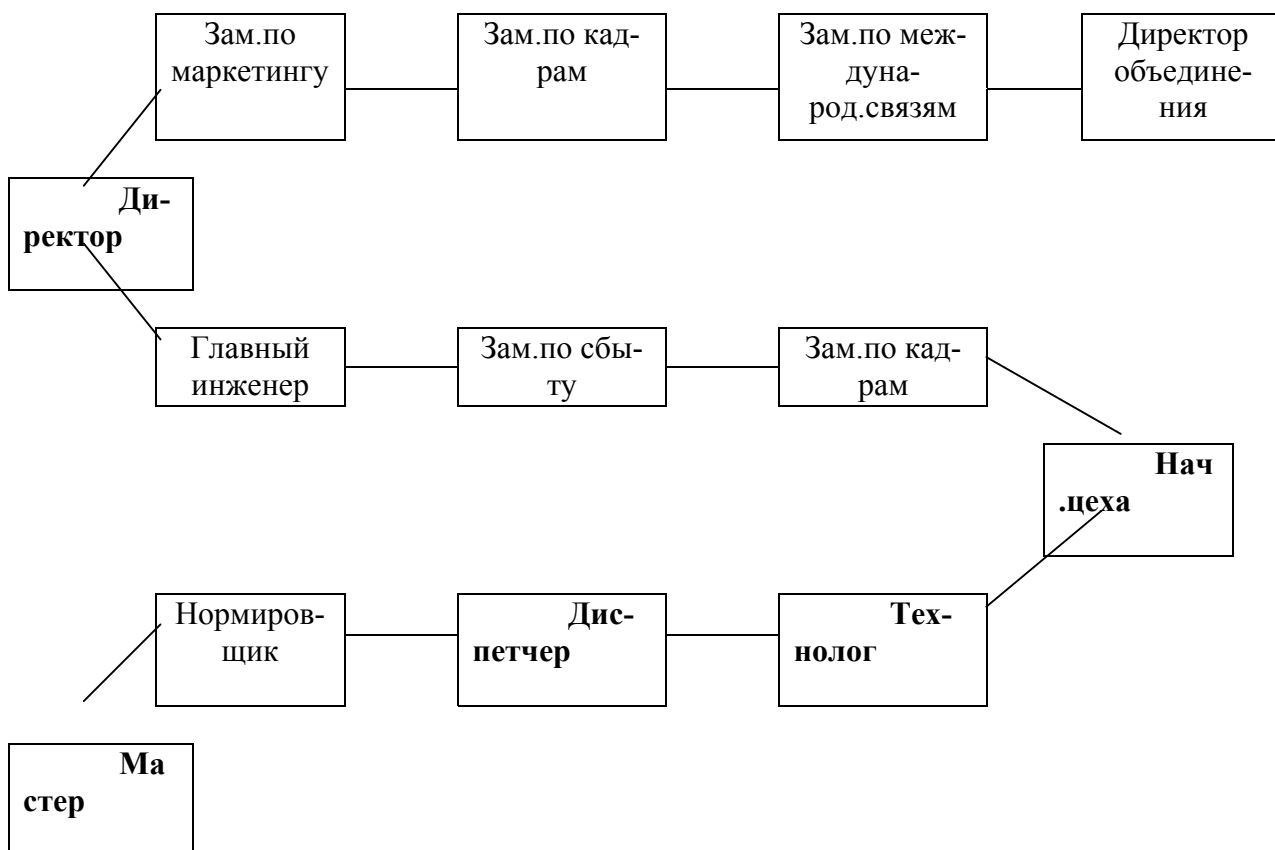 Зам.по
маркетингу
Зам.по кад-
рам
Зам.по меж-
дуна-
род.связям
Директор
объедине-
ния
Ди-
ректор
Главный
инженер
Зам.по сбы-
ту
Зам.по кад-
рам
Нач
.цеха
Нормиров-
щик
Дис-
петчер
Тех-
нолог
Ма
стер